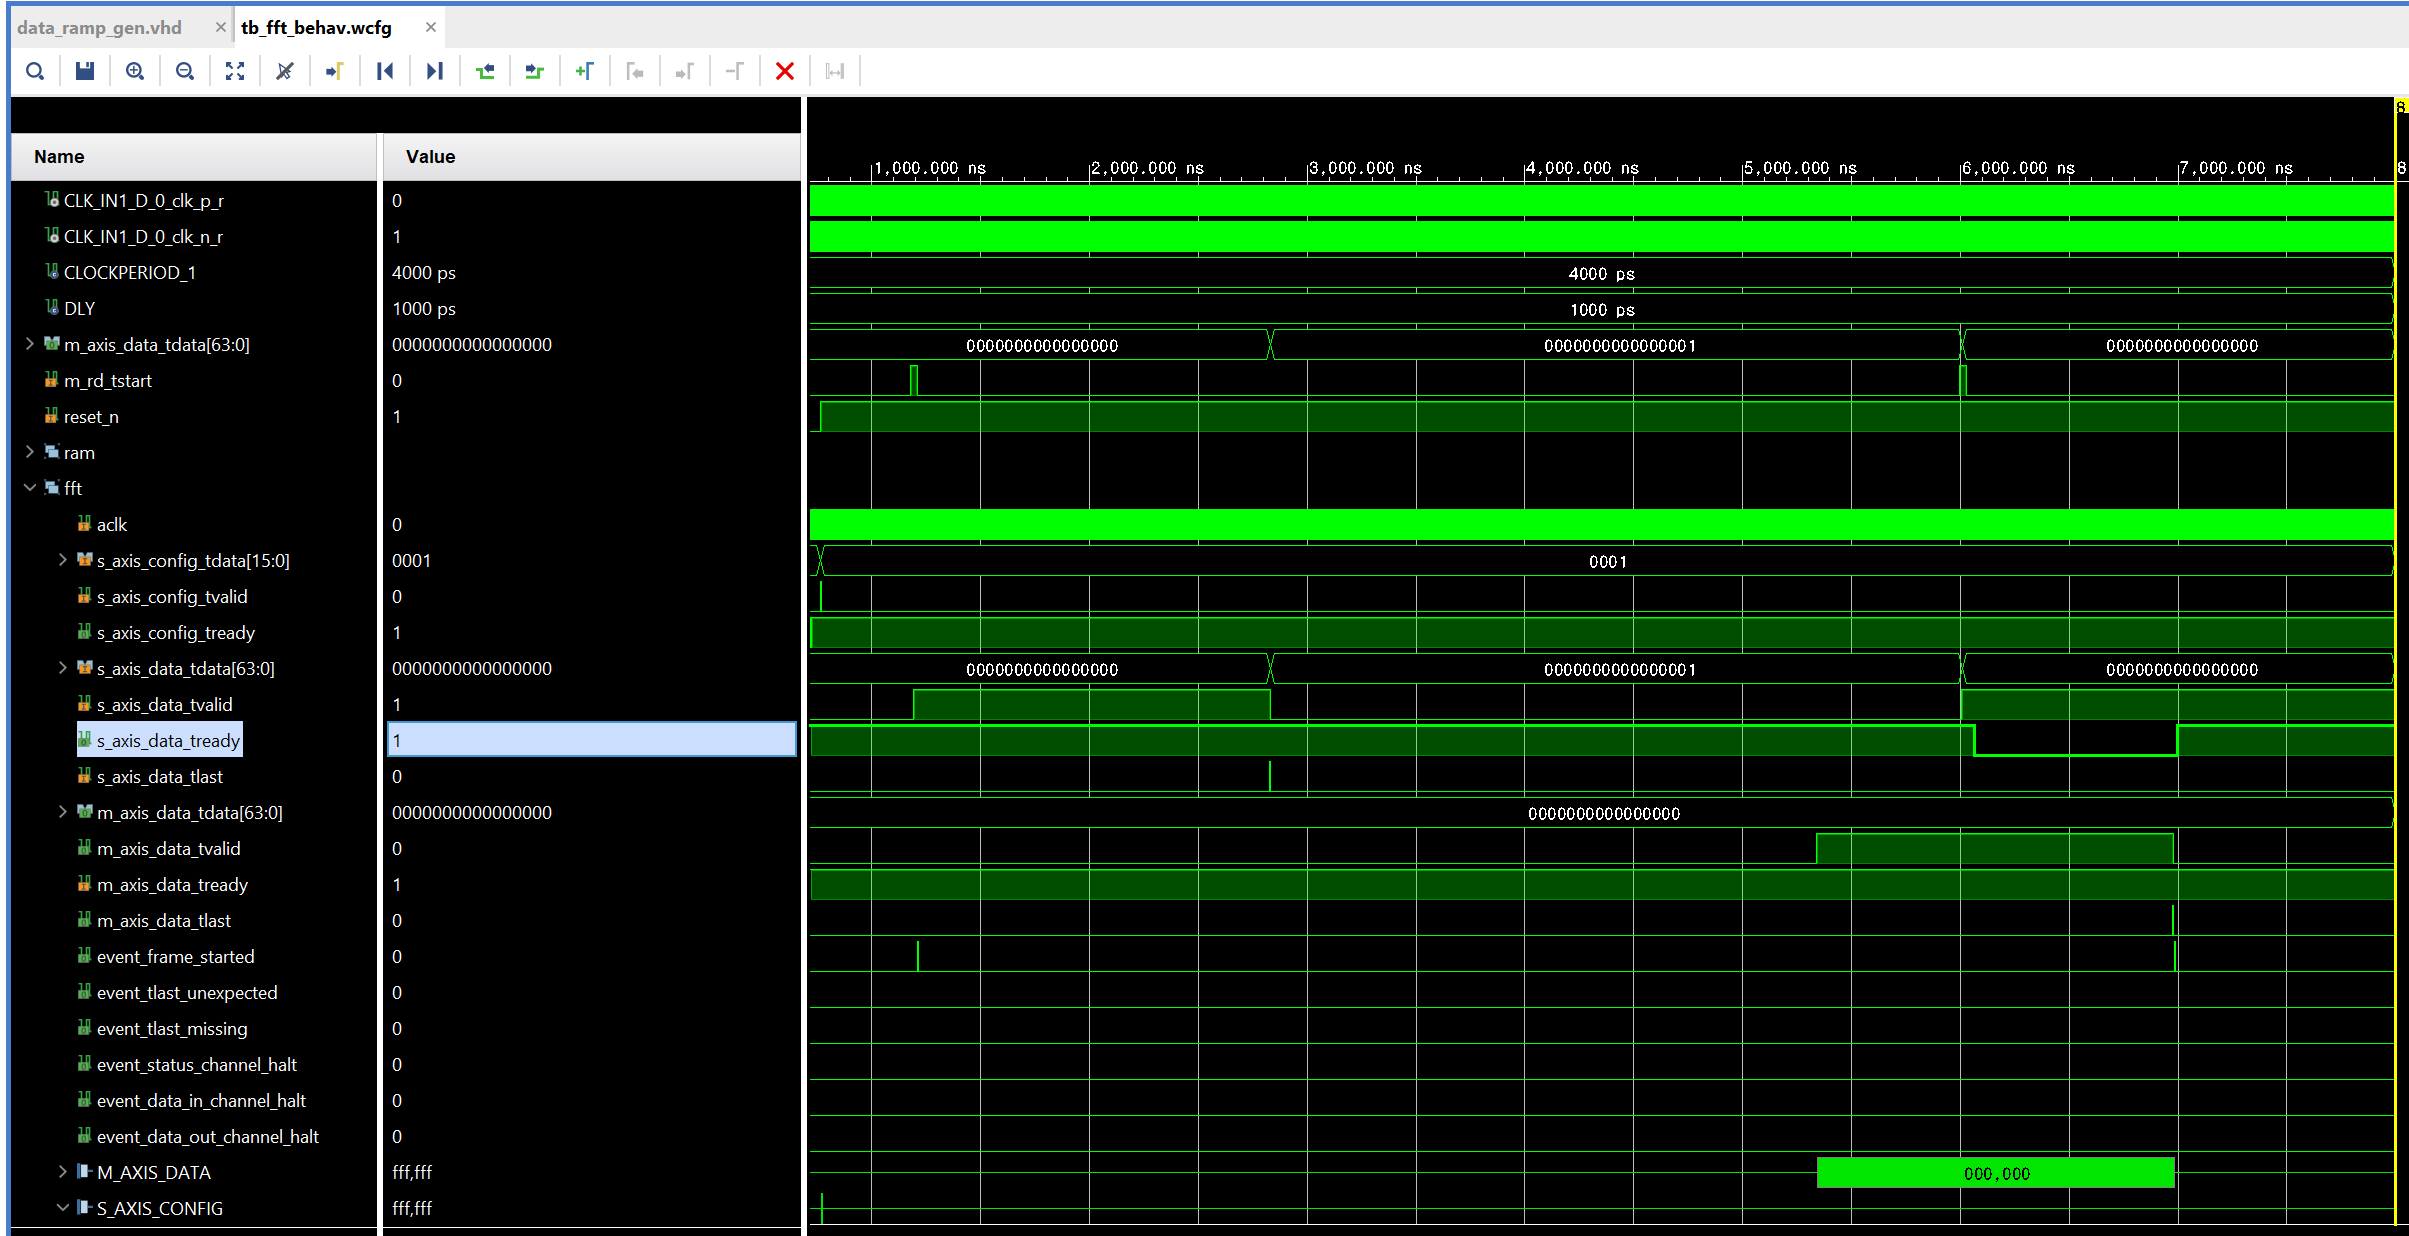 data_ramp_gen.vhd × tb_fft_behav.wcfg ×
8
Name Value 1,000.000 ns 2,000.000 ns 3,000.000 ns 4,000.000 ns 5,000.000 ns 6,000.000 ns 7,000.000 ns 8
CLK_IN1_D_0_clk_p_r 0
CLK_IN1_D_0_clk_n_r 1
CLOCKPERIOD_1 4000 ps 4000 ps
DLY 1000 ps 1000 ps
m_axis_data_tdata[63:0] 0000000000000000 0000000000000000 0000000000000001 0000000000000000
m_rd_tstart 0
reset_n 1
ram
fft
aclk 0
s_axis_config_tdata[15:0] 0001 0001
s_axis_config_tvalid 0
s_axis_config_tready 1
s_axis_data_tdata[63:0] 0000000000000000 0000000000000000 0000000000000001 0000000000000000
s_axis_data_tvalid 1
s_axis_data_tready 1
s_axis_data_tlast 0
m_axis_data_tdata[63:0] 0000000000000000 0000000000000000
m_axis_data_tvalid 0
m_axis_data_tready 1
m_axis_data_tlast 0
event_frame_started 0
event_tlast_unexpected 0
event_tlast_missing 0
event_status_channel_halt 0
event_data_in_channel_halt 0
event_data_out_channel_halt 0
M_AXIS_DATA fff,fff 000,000
S_AXIS_CONFIG fff,fff